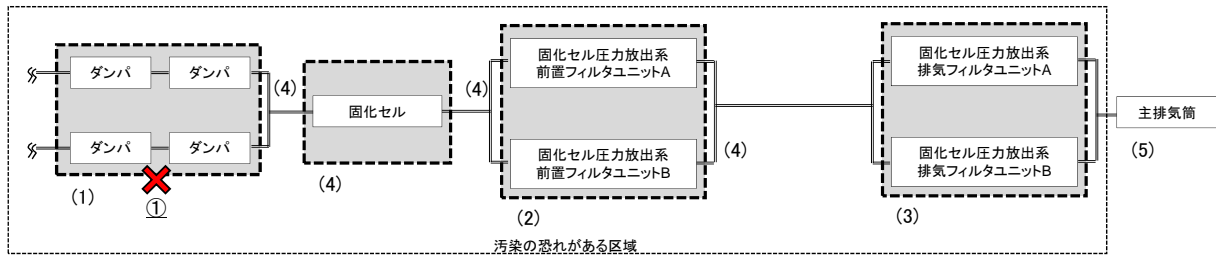 ダンパ
ダンパ
(4)
固化セル
(4)
固化セル圧力放出系
前置フィルタユニットA
固化セル圧力放出系
排気フィルタユニットA
主排気筒
(5)
ダンパ
ダンパ
固化セル圧力放出系
前置フィルタユニットB
(4)
固化セル圧力放出系
排気フィルタユニットB
(1)
①
(4)
(2)
(3)
汚染の恐れがある区域